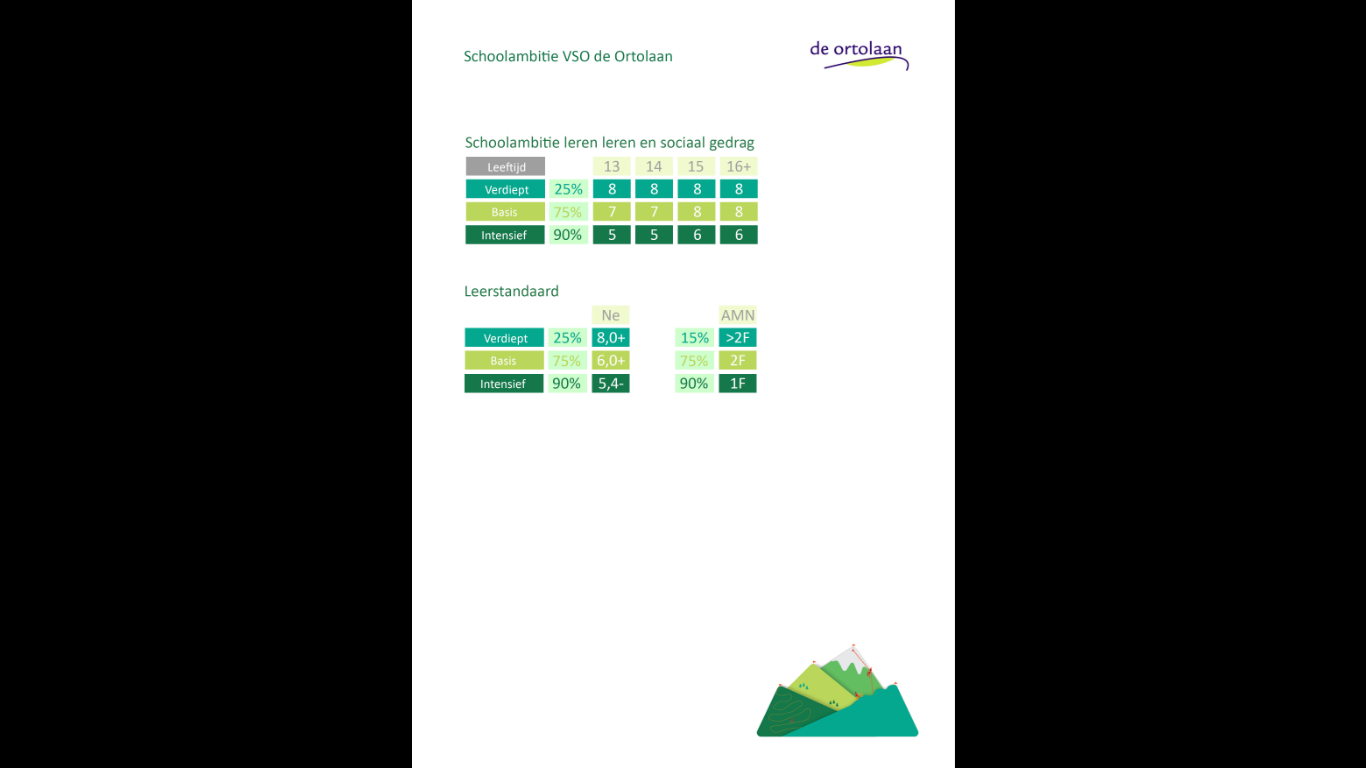 Schoolambitie VSO de Ortolaan
de ortolaan
Schoolambitie leren leren en sociaal gedrag
Leeftijd 13 14 15 16+
Verdiept 25% 8 8 8 8
Basis 75% 7 7 8 8
Intensief 90% 5 5 6 6
Leerstandaard
Ne AMN
Verdiept 25% 8,0+ 15% >2F
Basis 75% 6,0+ 75% 2F
Intensief 90% 5,4- 90% 1F